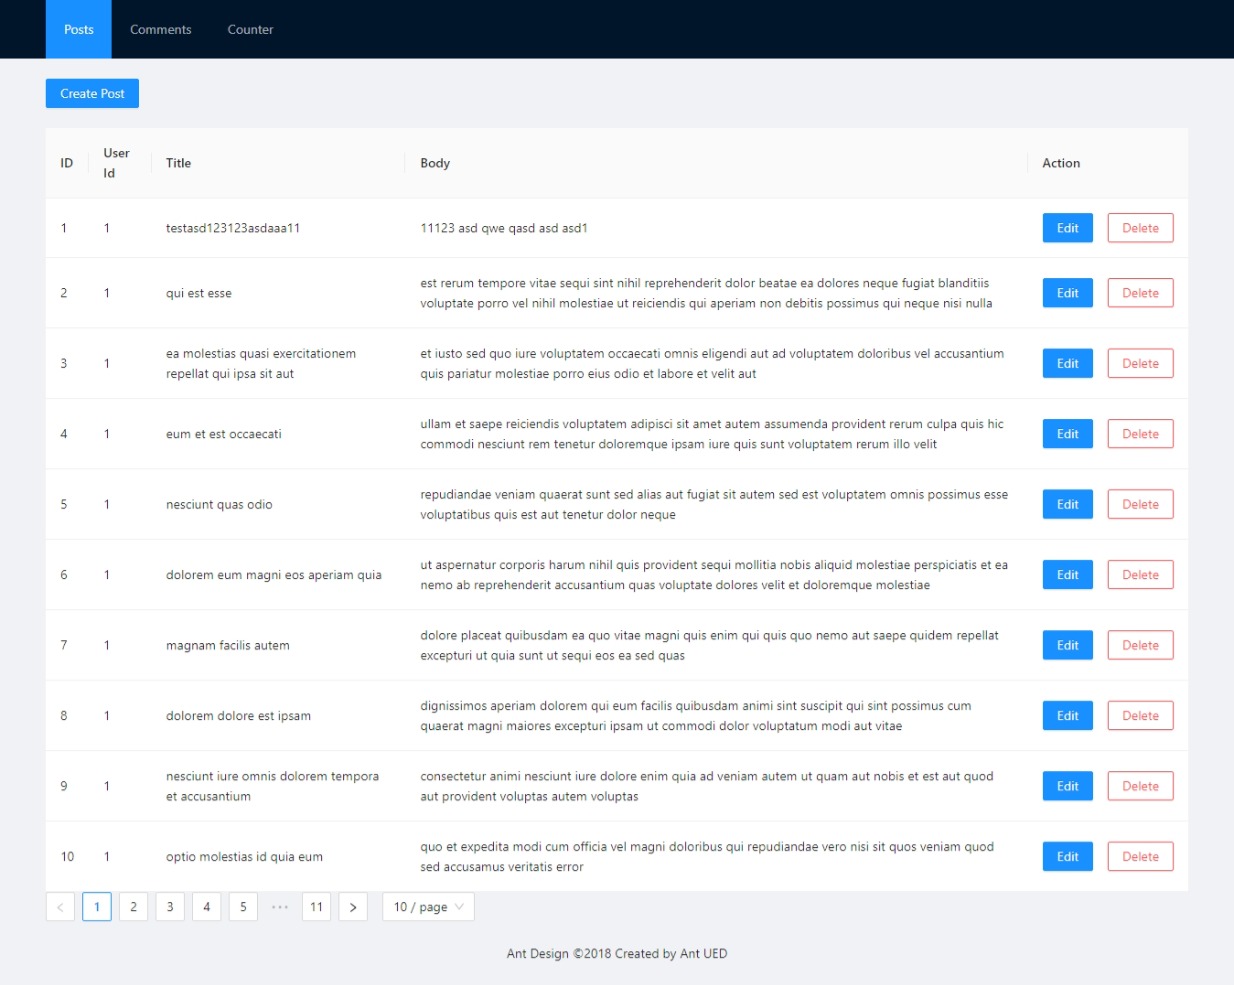 Posts Comments Counter
Create Post
ID User Id Title Body Action
1 1 testasd123123asdaaa11 11123 asd qwe qasd asd asd1 Edit Delete
2 1 qui est esse est rerum tempore vitae sequi sint nihil reprehenderit dolor beatae ea dolores neque fugiat blanditiis
voluptate porro vel nihil molestiae ut reiciendis qui aperiam non debitis possimus qui neque nisi nulla Edit Delete
3 1 ea molestias quasi exercitationem
repellat qui ipsa sit aut et iusto sed quo iure voluptatem occaecati omnis eligendi aut ad voluptatem doloribus vel accusantium
quis pariatur molestiae porro eius odio et labore et velit aut Edit Delete
4 1 eum et est occaecati ullam et saepe reiciendis voluptatem adipisci sit amet autem assumenda provident rerum culpa quis hic
commodi nesciunt rem tenetur doloremque ipsam iure quis sunt voluptatem rerum illo velit Edit Delete
5 1 nesciunt quas odio repudiandae veniam quaerat sunt sed alias aut fugiat sit autem sed est voluptatem omnis possimus esse
voluptatibus quis est aut tenetur dolor neque Edit Delete
6 1 dolorem eum magni eos aperiam quia ut aspernatur corporis harum nihil quis provident sequi mollitia nobis aliquid molestiae perspiciatis et ea
nemo ab reprehenderit accusantium quas voluptate dolores velit et doloremque molestiae Edit Delete
7 1 magnam facilis autem dolore placeat quibusdam ea quo vitae magni quis enim qui quis quo nemo aut saepe quidem repellat
excepturi ut quia sunt ut sequi eos ea sed quas Edit Delete
8 1 dolorem dolore est ipsam dignissimos aperiam dolorem qui eum facilis quibusdam animi sint suscipit qui sint possimus cum
quaerat magni maiores excepturi ipsam ut commodi dolor voluptatum modi aut vitae Edit Delete
9 1 nesciunt iure omnis dolorem tempora
et accusantium consectetur animi nesciunt iure dolore enim quia ad veniam autem ut quam aut nobis et est aut quod
aut provident voluptas autem voluptas Edit Delete
10 1 optio molestias id quia eum quo et expedita modi cum officia vel magni doloribus qui repudiandae vero nisi sit quos veniam quod
sed accusamus veritatis error Edit Delete
< 1 2 3 4 5 ••• 11 > 10 / page
Ant Design ©2018 Created by Ant UED